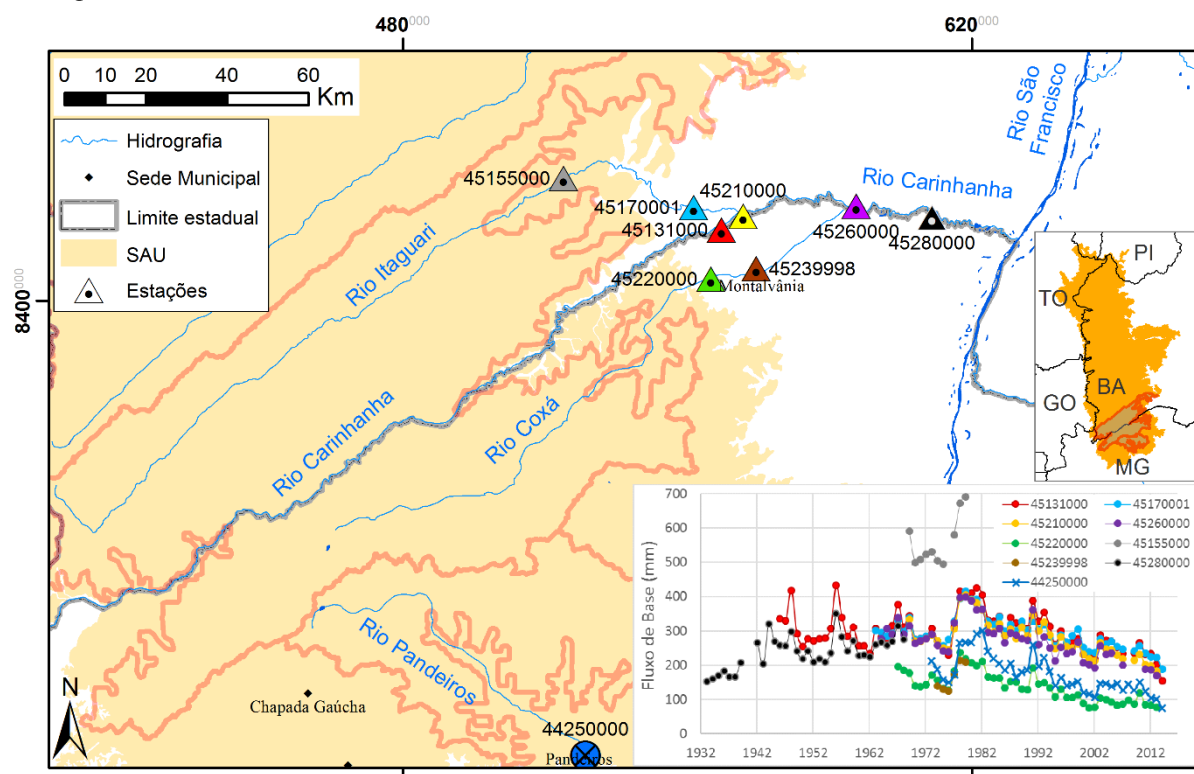 480000
620000
0 10 20 40 60
Km
Hidrografia
Sede Municipal
Limite estadual
SAU
Estações
8400000
Rio São
Francisco
Rio Carinhanha
45155000
45210000
45170001
45131000
45260000
45280000
45220000
45239998
Montalvânia
Rio Itaguari
Rio Carinhanha
Rio Coxá
Rio Pandeiros
N
Chapada Gaúcha
44250000
Pandeiros
PI
TO
BA
GO
MG
Fluxo de Base (mm)
700
600
500
400
300
200
100
0
45131000 45170001
45210000 45260000
45220000 45155000
45239998 45280000
44250000
1932 1942 1952 1962 1972 1982 1992 2002 2012